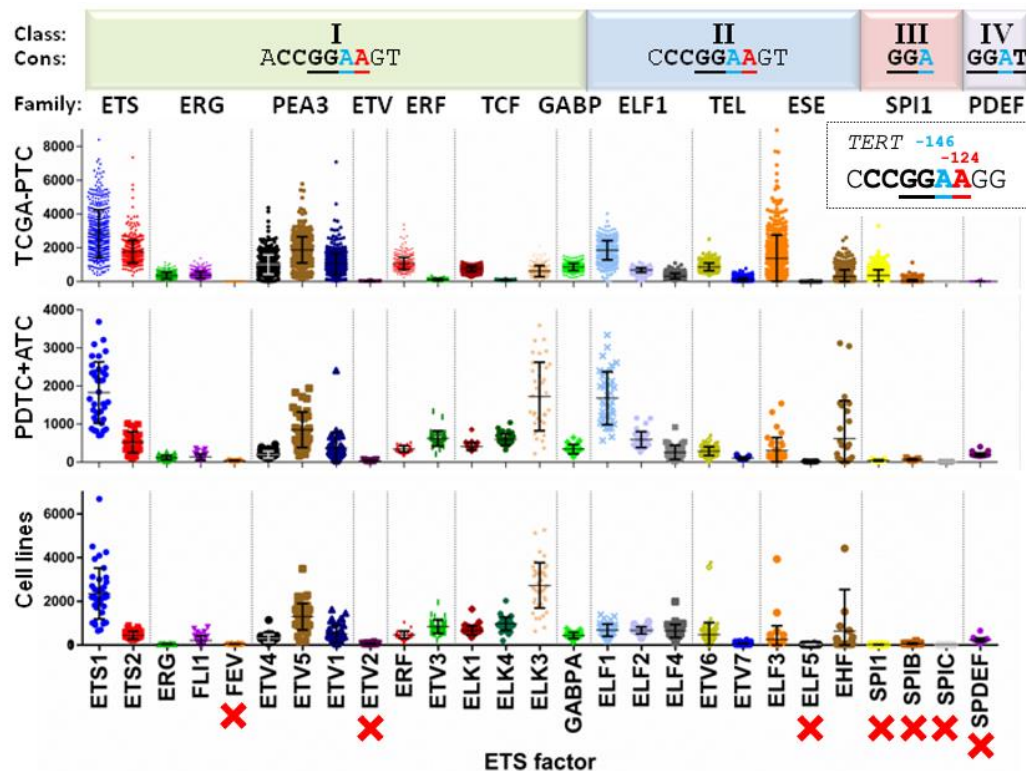 Class: I II III IV
Cons: ACCGGAAGT CCCGGAAGT GGA GGAT
Family: ETS ERG PEA3 ETV ERF TCF GABP ELF1 TEL ESE SPI1 PDEF
TERT -146
-124
CCCGGAAGG
TCGA-PTC
8000
6000
4000
2000
0
PDTC+ATC
4000
3000
2000
1000
0
Cell lines
6000
4000
2000
0
ETS1 ETS2 ERG FLI1 FEV ETV4 ETV5 ETV1 ETV2 ERF ETV3 ELK1 ELK4 ELK3 GABPA ELF1 ELF2 ELF4 ETV6 ETV7 ELF3 ELF5 EHF SPI1 SPIB SPIC SPDEF
ETS factor